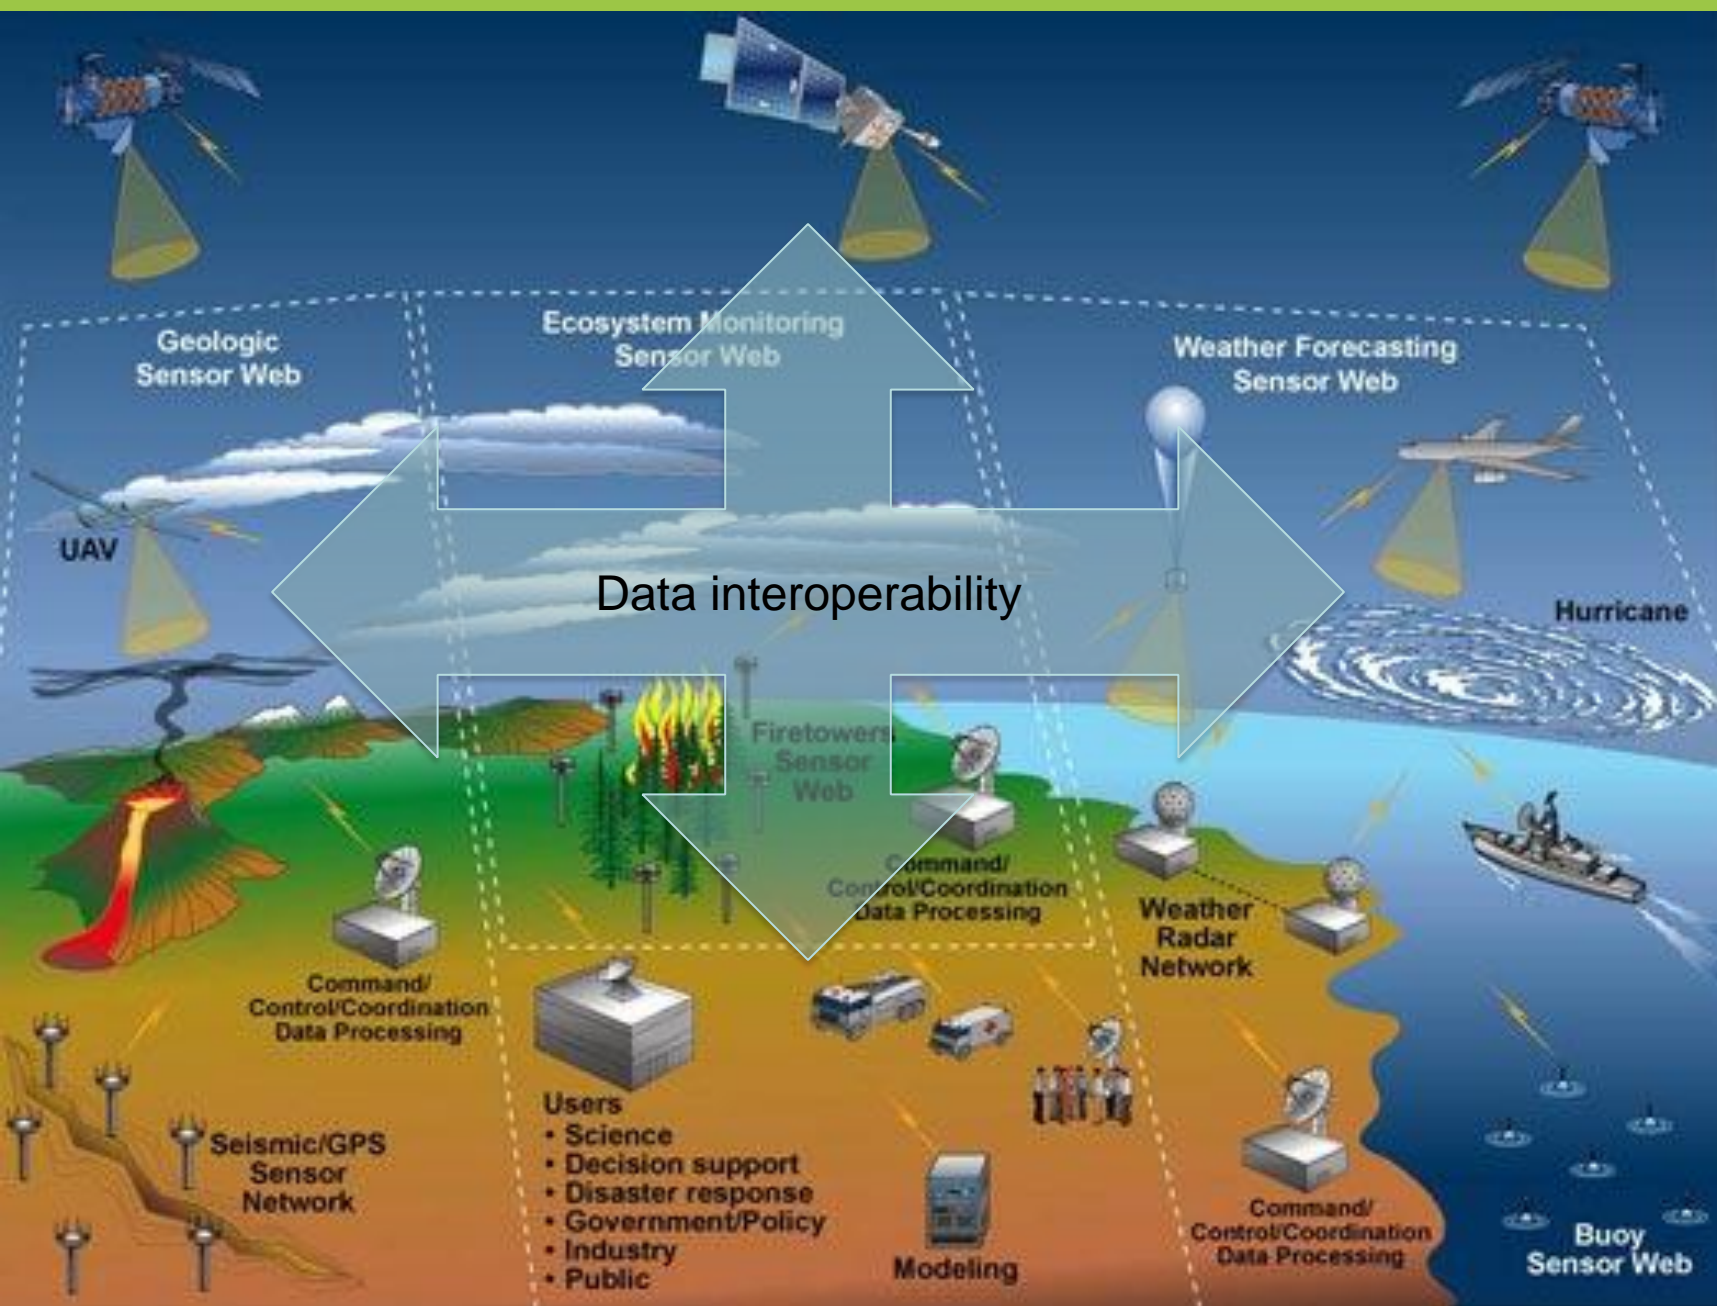 Geologic
Sensor Web
Ecosystem Monitoring
Sensor Web
Weather Forecasting
Sensor Web
UAV
Data interoperability
Hurricane
Firetowers
Sensor
Web
Command/
Control/Coordination
Data Processing
Weather
Radar
Network
Command/
Control/Coordination
Data Processing
Seismic/GPS
Sensor
Network
Users
• Science
• Decision support
• Disaster response
• Government/Policy
• Industry
• Public
Modeling
Command/
Control/Coordination
Data Processing
Buoy
Sensor Web